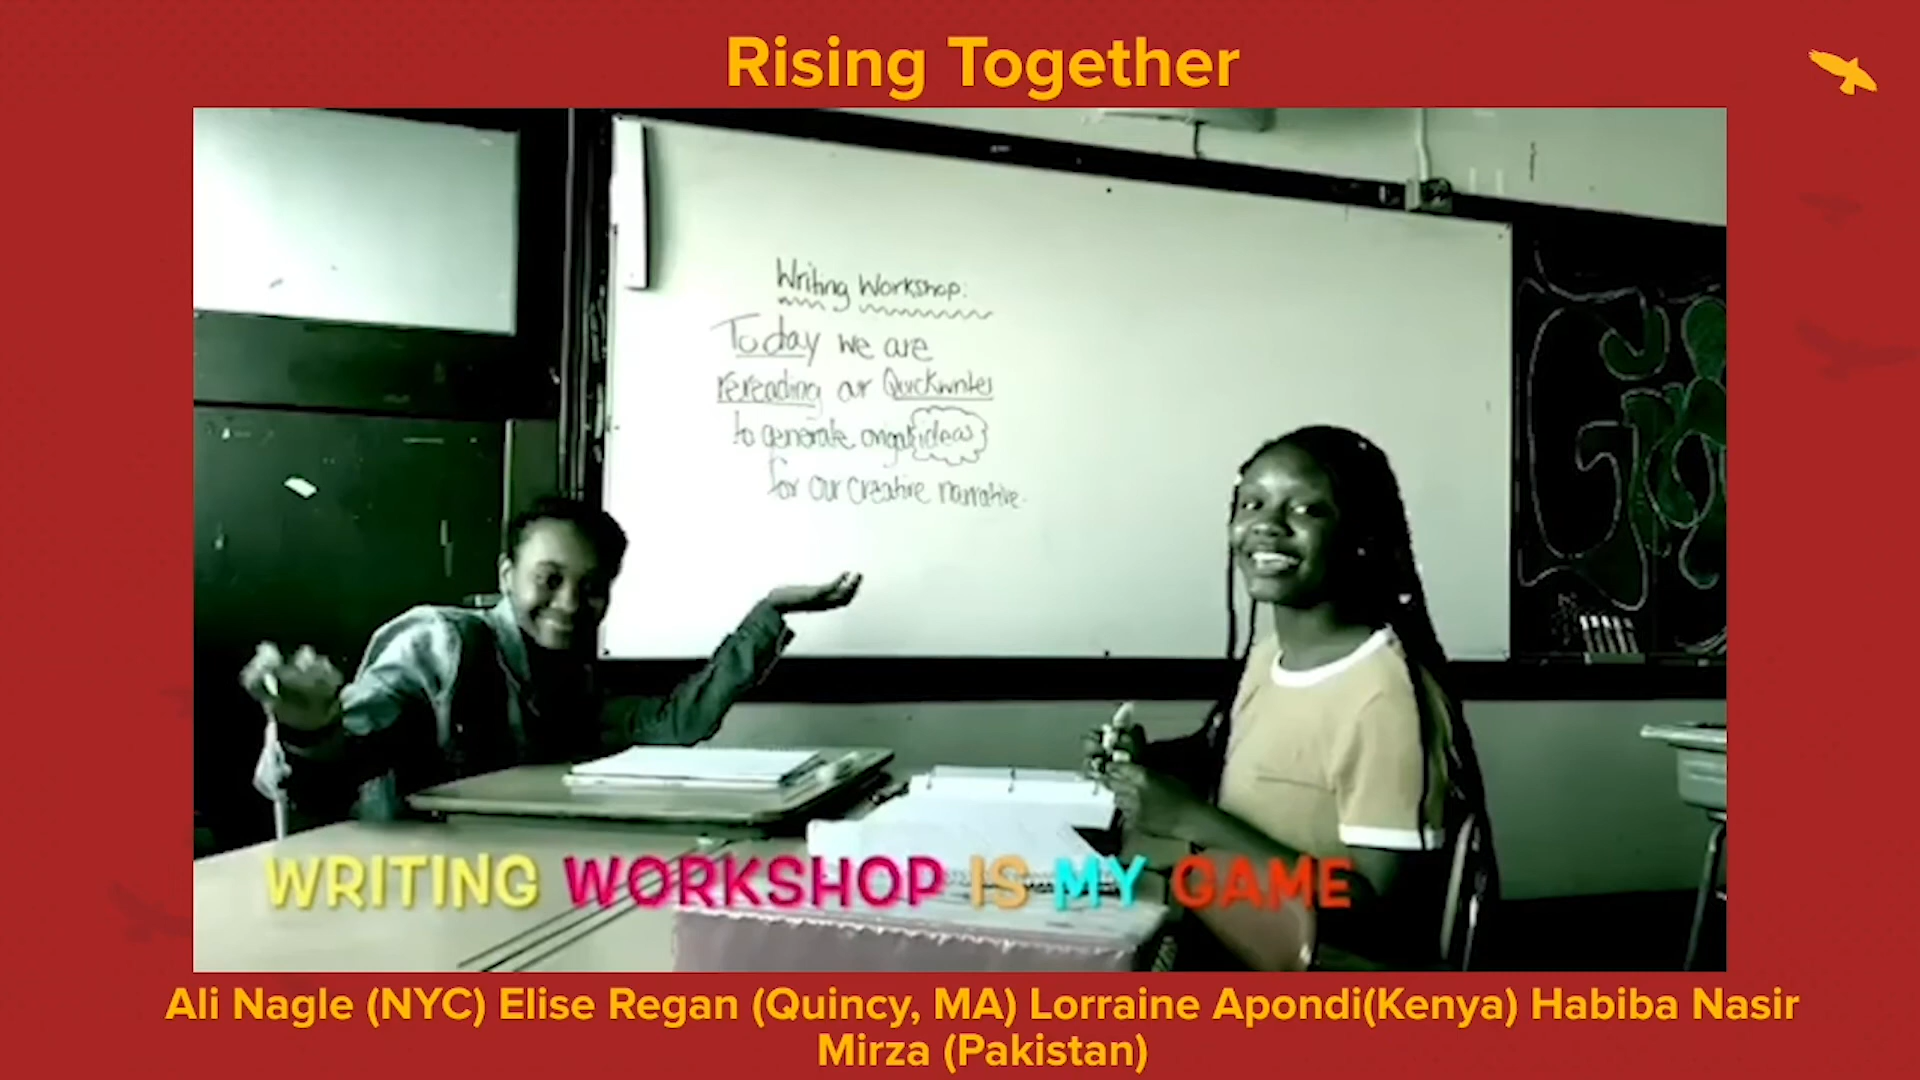 Rising Together
Writing Workshop:
Today we are
rereading our Quickwrites
to generate ideas
for our creative narrative.
WRITING WORKSHOP IS MY GAME
Ali Nagle (NYC) Elise Regan (Quincy, MA) Lorraine Apondi(Kenya) Habiba Nasir
Mirza (Pakistan)